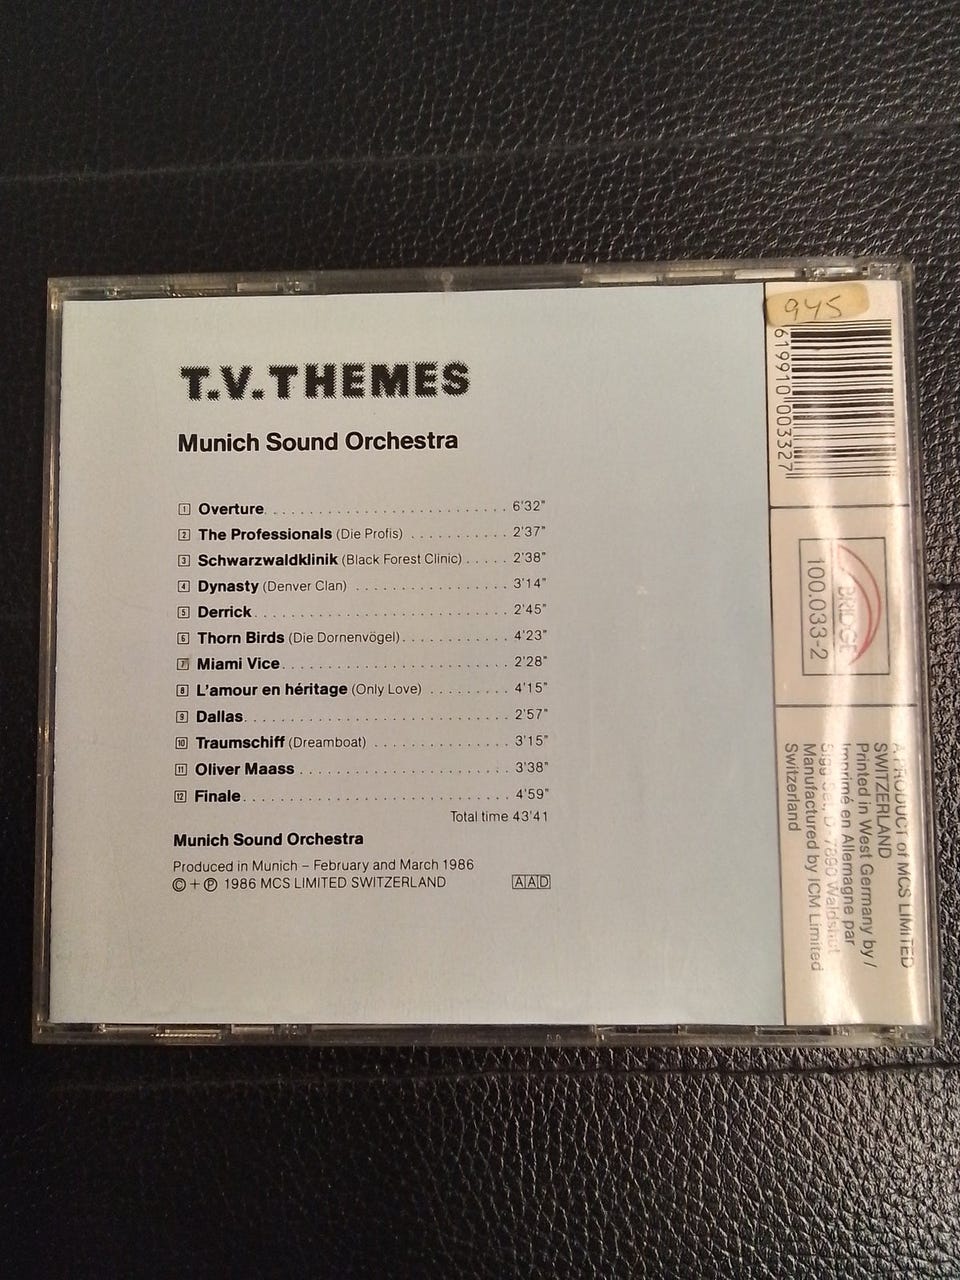 T.V. THEMES
Munich Sound Orchestra
1 Overture 6'32"
2 The Professionals (Die Profis) 2'37"
3 Schwarzwaldklinik (Black Forest Clinic) 2'38"
4 Dynasty (Denver Clan) 3'14"
5 Derrick 2'45"
6 Thorn Birds (Die Dornenvögel) 4'23"
7 Miami Vice 2'28"
8 L'amour en héritage (Only Love) 4'15"
9 Dallas 2'57"
10 Traumschiff (Dreamboat) 3'15"
11 Oliver Maass 3'38"
12 Finale 4'59"
Total time 43'41
Munich Sound Orchestra
Produced in Munich – February and March 1986
© + ℗ 1986 MCS LIMITED SWITZERLAND AAD
945
619910 003327
BRIDGE
100.033-2
A PRODUCT of MCS LIMITED
SWITZERLAND
Printed in West Germany by /
Imprimé en Allemagne par
D-7890 Waldshut
Manufactured by ICM Limited
Switzerland